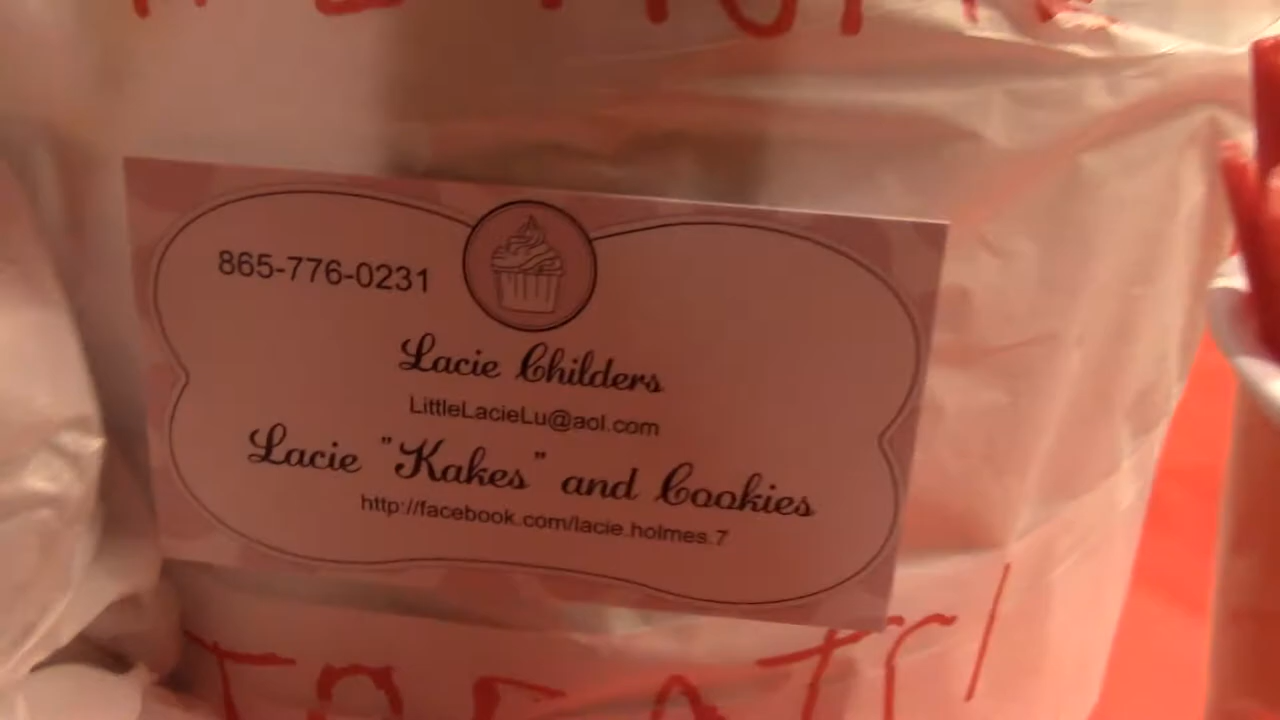 865-776-0231
Lacie Childers
LittleLacieLu@aol.com
Lacie "Kakes" and Cookies
http://facebook.com/lacie.holmes.7